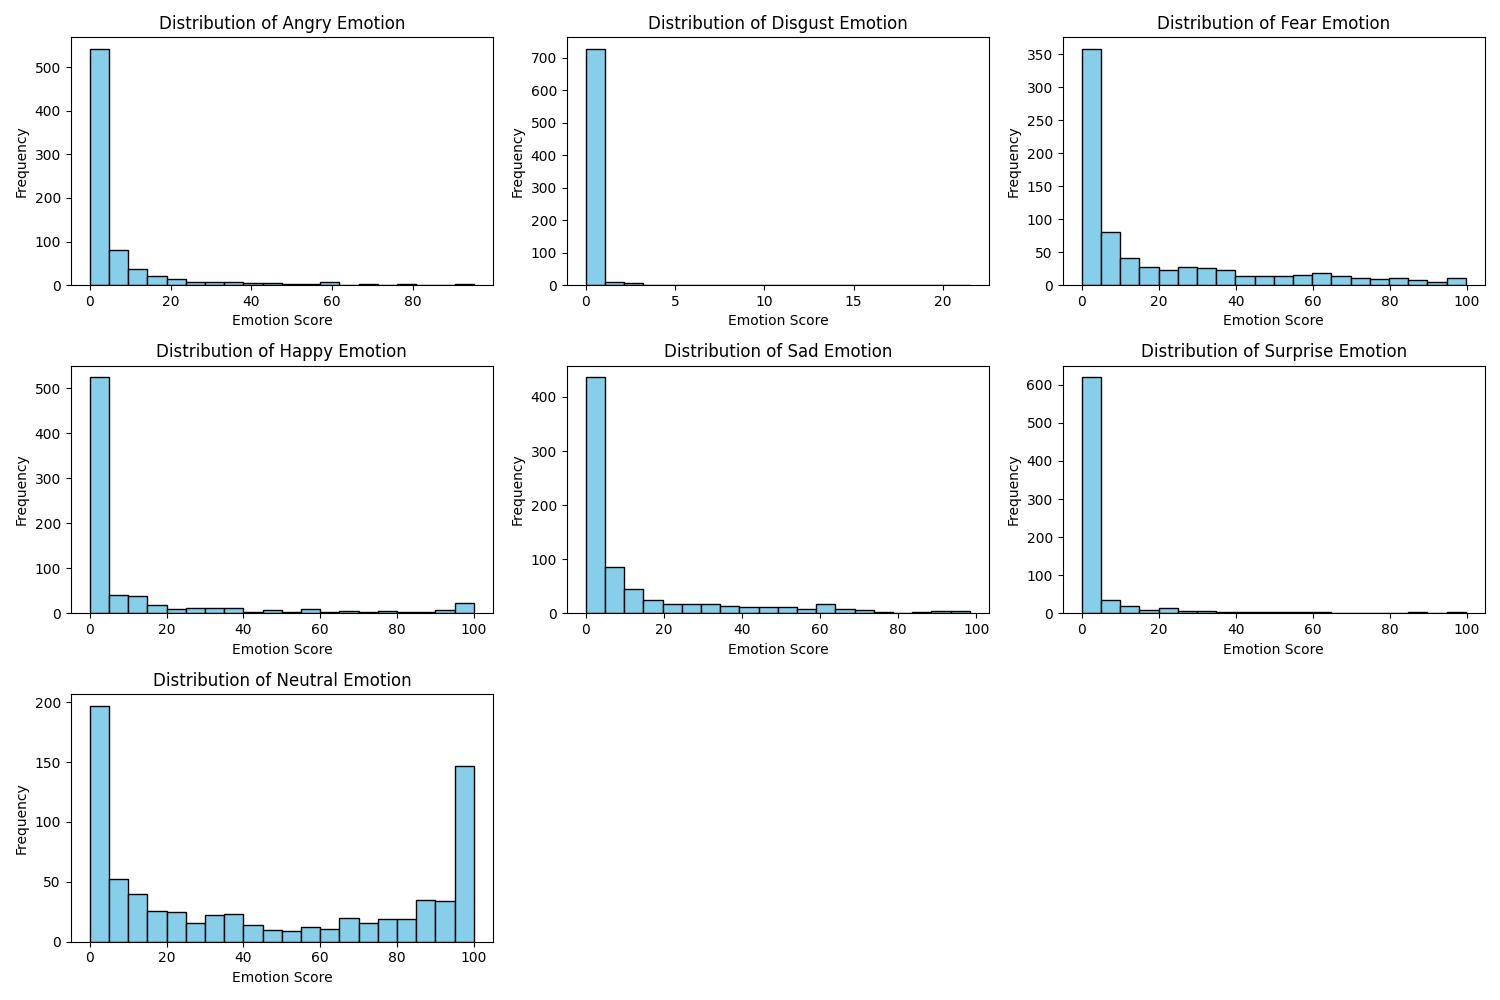 Distribution of Angry Emotion
500
400
300
200
100
0
Frequency
0 20 40 60 80
Emotion Score
Distribution of Disgust Emotion
700
600
500
400
300
200
100
0
Frequency
0 5 10 15 20
Emotion Score
Distribution of Fear Emotion
350
300
250
200
150
100
50
0
Frequency
0 20 40 60 80 100
Emotion Score
Distribution of Happy Emotion
500
400
300
200
100
0
Frequency
0 20 40 60 80 100
Emotion Score
Distribution of Sad Emotion
400
300
200
100
0
Frequency
0 20 40 60 80 100
Emotion Score
Distribution of Surprise Emotion
600
500
400
300
200
100
0
Frequency
0 20 40 60 80 100
Emotion Score
Distribution of Neutral Emotion
200
150
100
50
0
Frequency
0 20 40 60 80 100
Emotion Score